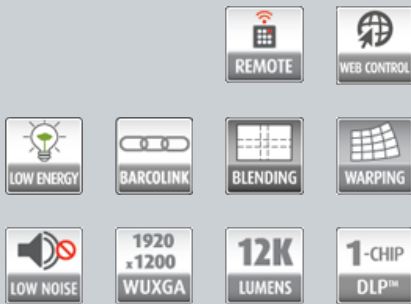 REMOTE
WEB CONTROL
LOW ENERGY
BARCOLINK
BLENDING
WARPING
LOW NOISE
1920
x1200
WUXGA
12K
LUMENS
1-CHIP
DLP™